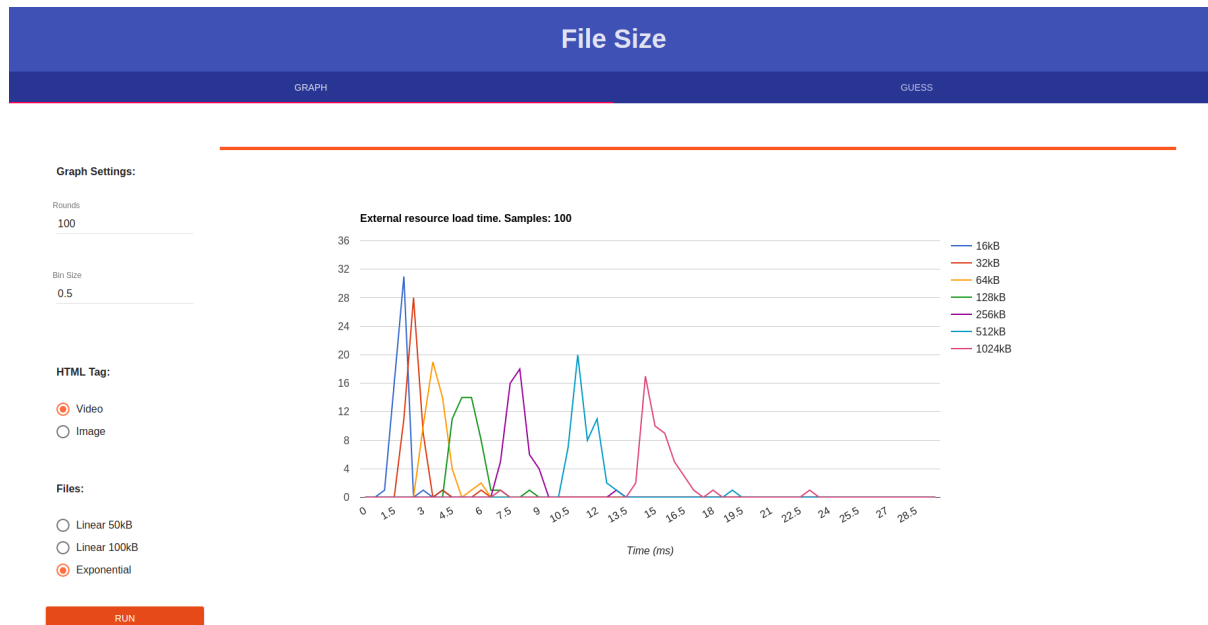 File Size
GRAPH
GUESS
Graph Settings:
Rounds
100
Bin Size
0.5
HTML Tag:
Video
Image
Files:
Linear 50kB
Linear 100kB
Exponential
RUN
External resource load time. Samples: 100
36
32
28
24
20
16
12
8
4
0
0 1.5 3 4.5 6 7.5 9 10.5 12 13.5 15 16.5 18 19.5 21 22.5 24 25.5 27 28.5
Time (ms)
16kB
32kB
64kB
128kB
256kB
512kB
1024kB